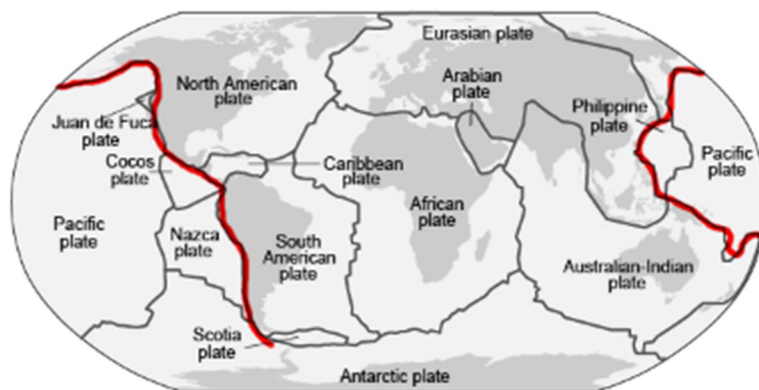 Eurasian plate
North American
plate
Arabian
plate
Philippine
plate
Juan de Fuca
plate
Cocos
plate
Caribbean
plate
Pacific
plate
African
plate
Pacific
plate
Nazca
plate
South
American
plate
Australian-Indian
plate
Scotia
plate
Antarctic plate